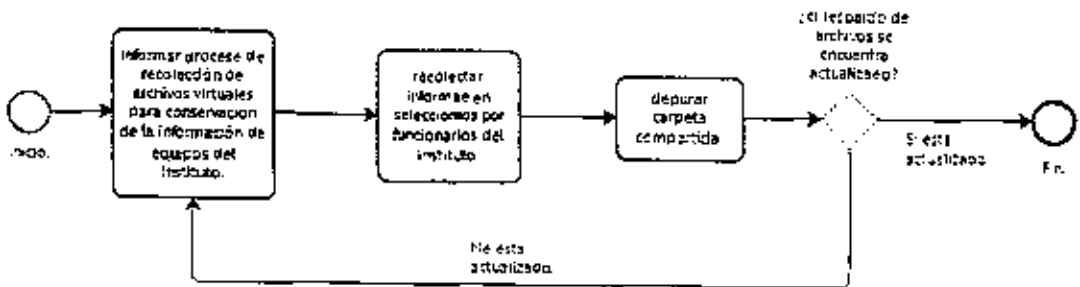 Inicio.
Informar proceso de
recolección de
archivos virtuales
para conservación
de la información de
equipos del
Instituto.
recolectar
informe en
por
funcionarios del
instituto
depurar
carpeta
compartida
¿El respaldo de
archivos se
encuentra
actualizado?
Si esta
actualizado
Fin.
No esta
actualizado.